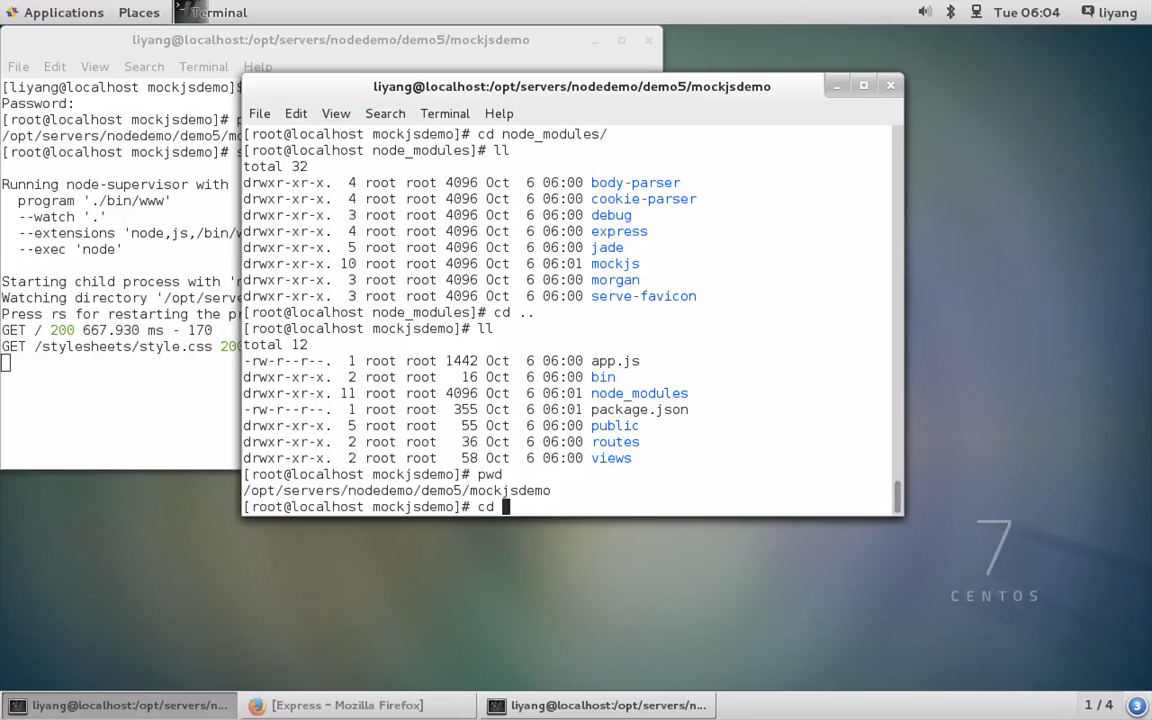 Applications Places Terminal Tue 06:04 liyang
liyang@localhost:/opt/servers/nodedemo/demo5/mockjsdemo
File Edit View Search Terminal Help
[liyang@localhost mockjsdemo]$
Password:
[root@localhost mockjsdemo]# p
/opt/servers/nodedemo/demo5/mo
[root@localhost mockjsdemo]# s
Running node-supervisor with
program './bin/www'
--watch '.'
--extensions 'node,js,/bin/w
--exec 'node'
Starting child process with 'n
Watching directory '/opt/serve
Press rs for restarting the pr
GET / 200 667.930 ms - 170
GET /stylesheets/style.css 200
liyang@localhost:/opt/servers/nodedemo/demo5/mockjsdemo
File Edit View Search Terminal Help
[root@localhost mockjsdemo]# cd node_modules/
[root@localhost node_modules]# ll
total 32
drwxr-xr-x. 4 root root 4096 Oct 6 06:00 body-parser
drwxr-xr-x. 4 root root 4096 Oct 6 06:00 cookie-parser
drwxr-xr-x. 3 root root 4096 Oct 6 06:00 debug
drwxr-xr-x. 4 root root 4096 Oct 6 06:00 express
drwxr-xr-x. 5 root root 4096 Oct 6 06:00 jade
drwxr-xr-x. 10 root root 4096 Oct 6 06:01 mockjs
drwxr-xr-x. 3 root root 4096 Oct 6 06:00 morgan
drwxr-xr-x. 3 root root 4096 Oct 6 06:00 serve-favicon
[root@localhost node_modules]# cd ..
[root@localhost mockjsdemo]# ll
total 12
-rw-r--r--. 1 root root 1442 Oct 6 06:00 app.js
drwxr-xr-x. 2 root root 16 Oct 6 06:00 bin
drwxr-xr-x. 11 root root 4096 Oct 6 06:01 node_modules
-rw-r--r--. 1 root root 355 Oct 6 06:01 package.json
drwxr-xr-x. 5 root root 55 Oct 6 06:00 public
drwxr-xr-x. 2 root root 36 Oct 6 06:00 routes
drwxr-xr-x. 2 root root 58 Oct 6 06:00 views
[root@localhost mockjsdemo]# pwd
/opt/servers/nodedemo/demo5/mockjsdemo
[root@localhost mockjsdemo]# cd
7
CENTOS
liyang@localhost:/opt/servers/n... [Express - Mozilla Firefox] liyang@localhost:/opt/servers/n... 1 / 4 3